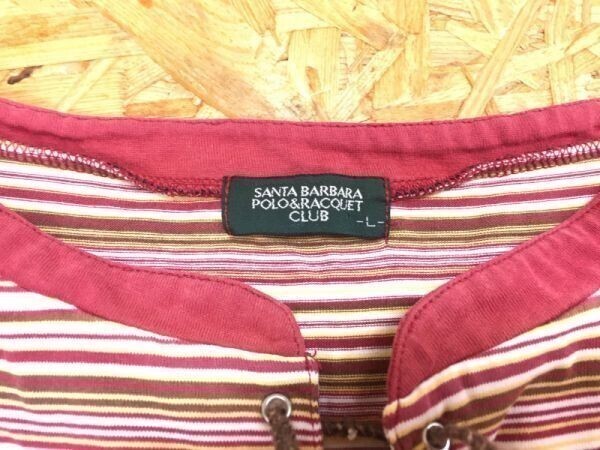 SANTA BARBARA
POLO&RACQUET
CLUB
-L-